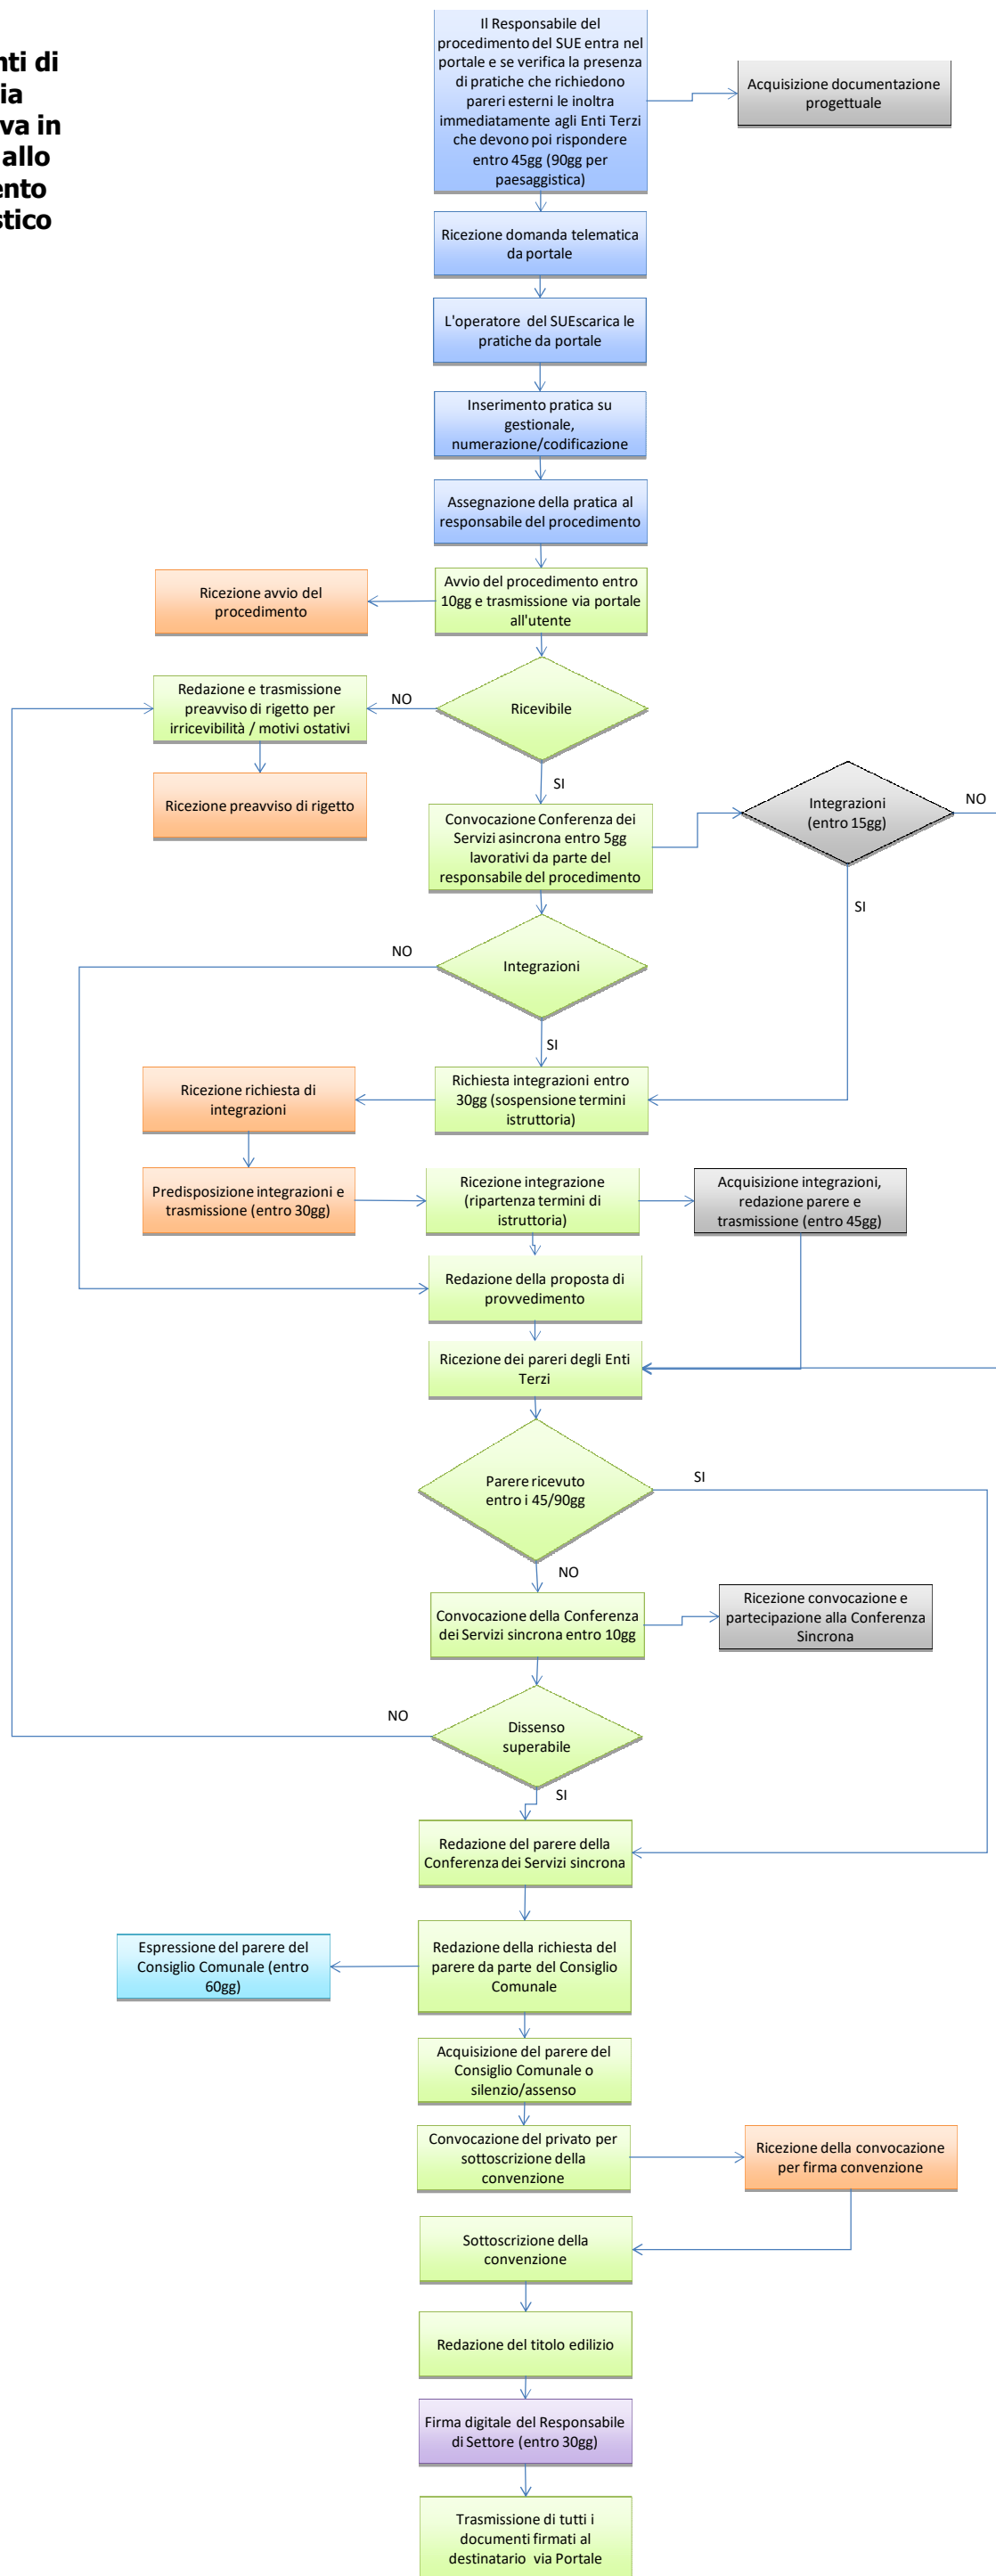 nti di
ia
va in
allo
ento
stico
Il Responsabile del
procedimento del SUE entra nel
portale e se verifica la presenza
di pratiche che richiedono
pareri esterni le inoltra
immediatamente agli Enti Terzi
che devono poi rispondere
entro 45gg (90gg per
paesaggistica)
Acquisizione documentazione
progettuale
Ricezione domanda telematica
da portale
L'operatore del SUEscarica le
pratiche da portale
Inserimento pratica su
gestionale,
numerazione/codificazione
Assegnazione della pratica al
responsabile del procedimento
Avvio del procedimento entro
10gg e trasmissione via portale
all'utente
Ricezione avvio del
procedimento
Ricevibile
NO
Redazione e trasmissione
preavviso di rigetto per
irricevibilità / motivi ostativi
Ricezione preavviso di rigetto
SI
Convocazione Conferenza dei
Servizi asincrona entro 5gg
lavorativi da parte del
responsabile del procedimento
Integrazioni
(entro 15gg)
NO
SI
Integrazioni
NO
SI
Richiesta integrazioni entro
30gg (sospensione termini
istruttoria)
Ricezione richiesta di
integrazioni
Predisposizione integrazioni e
trasmissione (entro 30gg)
Ricezione integrazione
(ripartenza termini di
istruttoria)
Acquisizione integrazioni,
redazione parere e
trasmissione (entro 45gg)
Redazione della proposta di
provvedimento
Ricezione dei pareri degli Enti
Terzi
Parere ricevuto
entro i 45/90gg
SI
NO
Convocazione della Conferenza
dei Servizi sincrona entro 10gg
Ricezione convocazione e
partecipazione alla Conferenza
Sincrona
Dissenso
superabile
NO
SI
Redazione del parere della
Conferenza dei Servizi sincrona
Redazione della richiesta del
parere da parte del Consiglio
Comunale
Espressione del parere del
Consiglio Comunale (entro
60gg)
Acquisizione del parere del
Consiglio Comunale o
silenzio/assenso
Convocazione del privato per
sottoscrizione della
convenzione
Ricezione della convocazione
per firma convenzione
Sottoscrizione della
convenzione
Redazione del titolo edilizio
Firma digitale del Responsabile
di Settore (entro 30gg)
Trasmissione di tutti i
documenti firmati al
destinatario via Portale